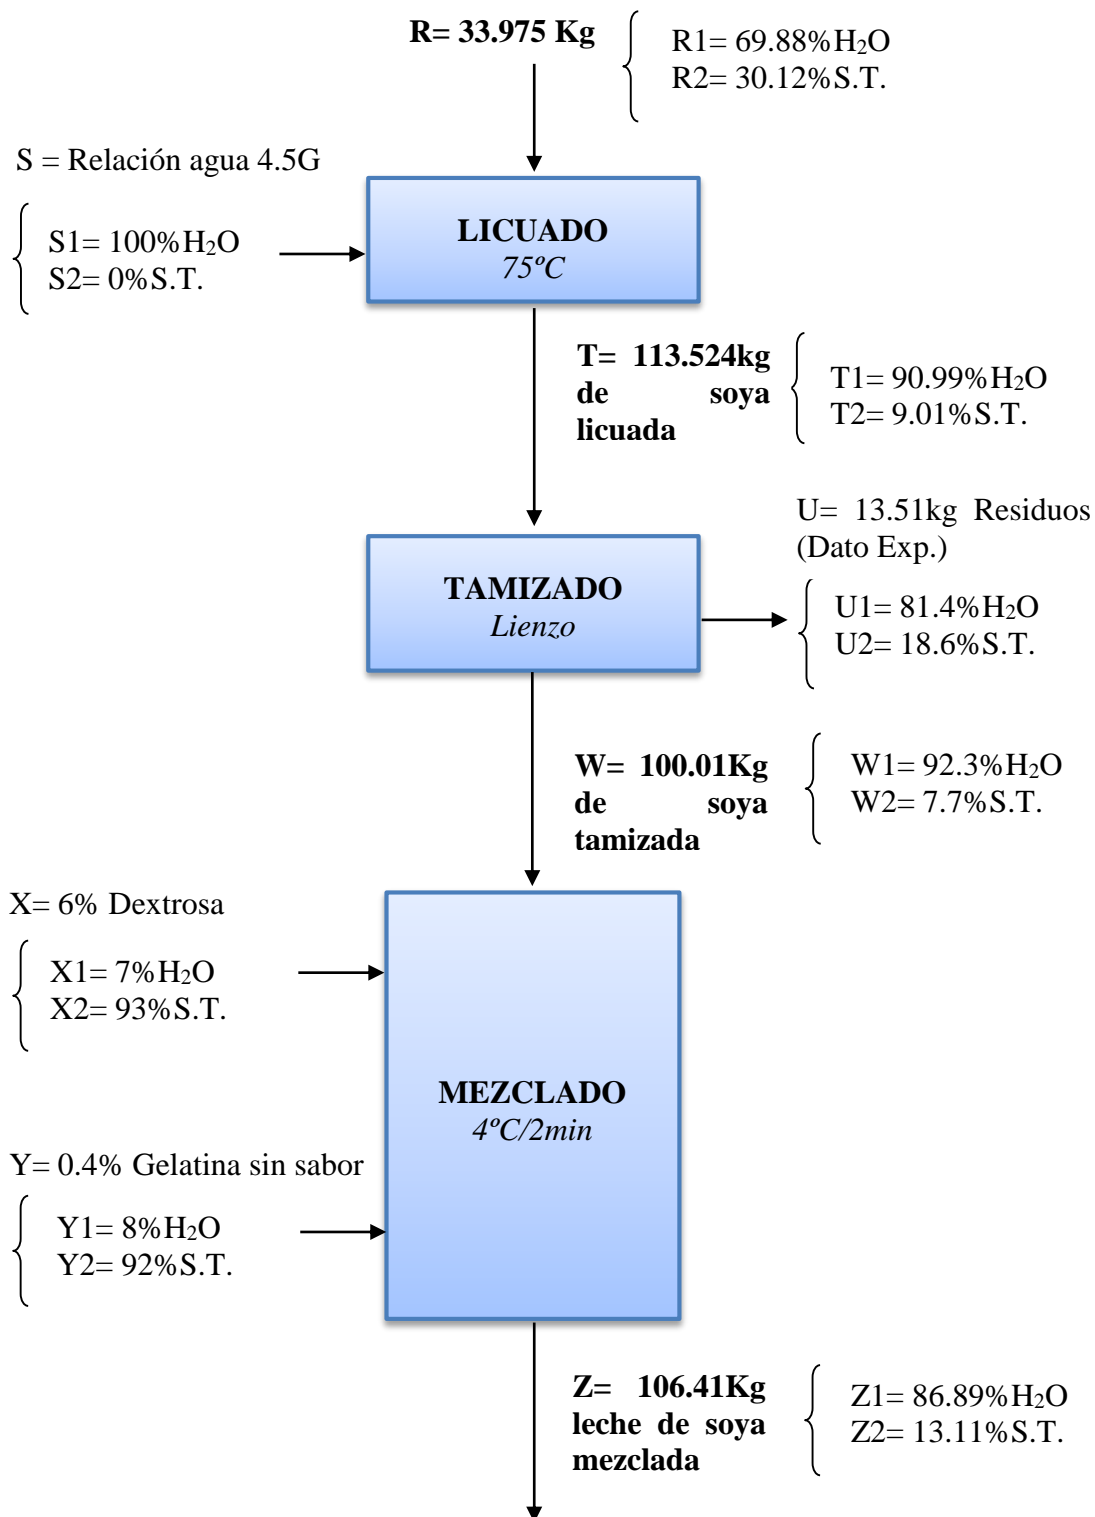 R= 33.975 Kg
R1= 69.88%H₂O
R2= 30.12%S.T.
S = Relación agua 4.5G
S1= 100%H₂O
S2= 0%S.T.
LICUADO
75ºC
T= 113.524kg
de soya
licuada
T1= 90.99%H₂O
T2= 9.01%S.T.
U= 13.51kg Residuos
(Dato Exp.)
TAMIZADO
Lienzo
U1= 81.4%H₂O
U2= 18.6%S.T.
W= 100.01Kg
de soya
tamizada
W1= 92.3%H₂O
W2= 7.7%S.T.
X= 6% Dextrosa
X1= 7%H₂O
X2= 93%S.T.
MEZCLADO
4ºC/2min
Y= 0.4% Gelatina sin sabor
Y1= 8%H₂O
Y2= 92%S.T.
Z= 106.41Kg
leche de soya
mezclada
Z1= 86.89%H₂O
Z2= 13.11%S.T.